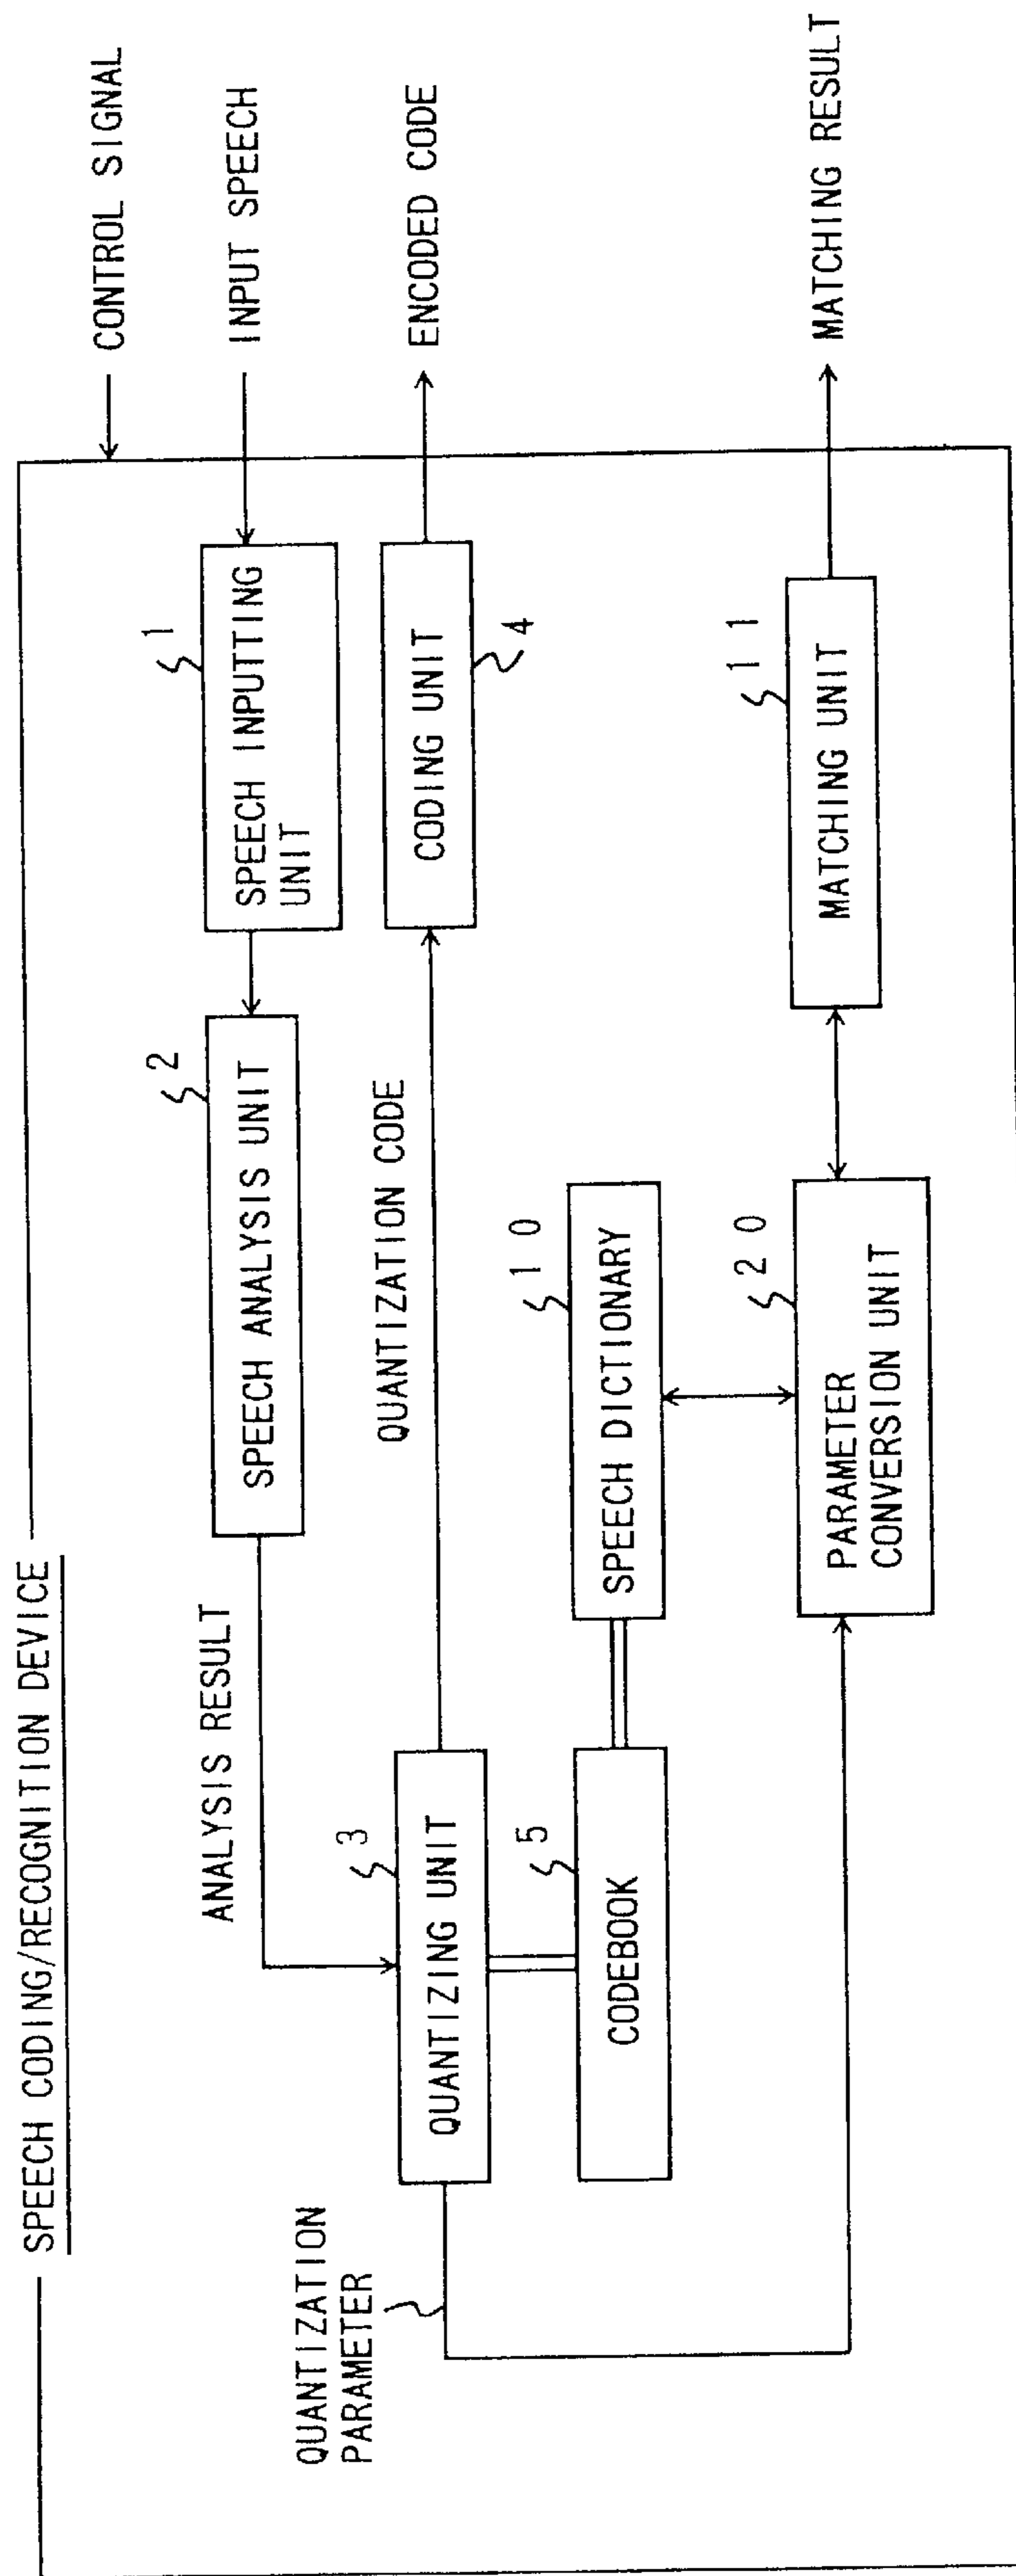 SPEECH CODING/RECOGNITION DEVICE
CONTROL SIGNAL
INPUT SPEECH
1
SPEECH INPUTTING
UNIT
2
SPEECH ANALYSIS UNIT
ANALYSIS RESULT
ENCODED CODE
CODING UNIT
4
QUANTIZATION CODE
3
QUANTIZING UNIT
QUANTIZATION
PARAMETER
5
CODEBOOK
10
SPEECH DICTIONARY
20
PARAMETER
CONVERSION UNIT
11
MATCHING UNIT
MATCHING RESULT